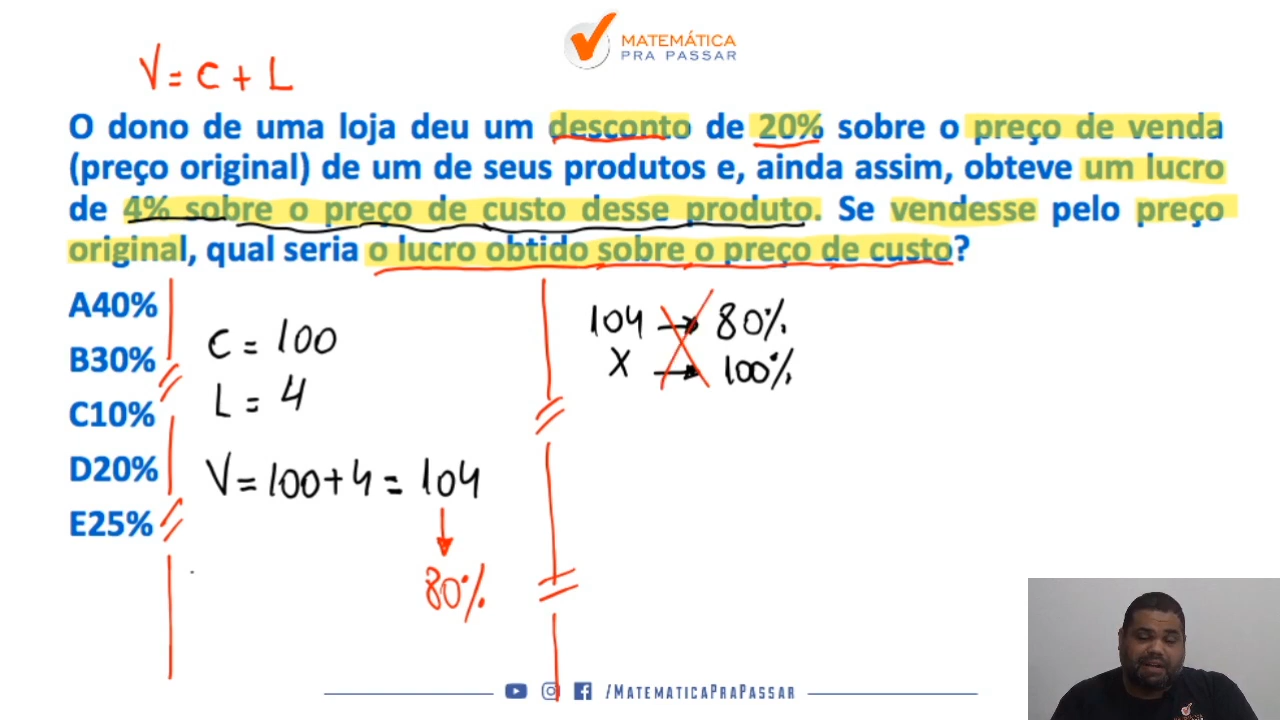 MATEMÁTICA
PRA PASSAR
V = C + L
O dono de uma loja deu um desconto de 20% sobre o preço de venda
(preço original) de um de seus produtos e, ainda assim, obteve um lucro
de 4% sobre o preço de custo desse produto. Se vendesse pelo preço
original, qual seria o lucro obtido sobre o preço de custo?
A40%
B30%
C10%
D20%
E25%
C = 100
L = 4
V = 100 + 4 = 104
80%
104 → 80%
X → 100%
/MATEMATICAPRAPASSAR